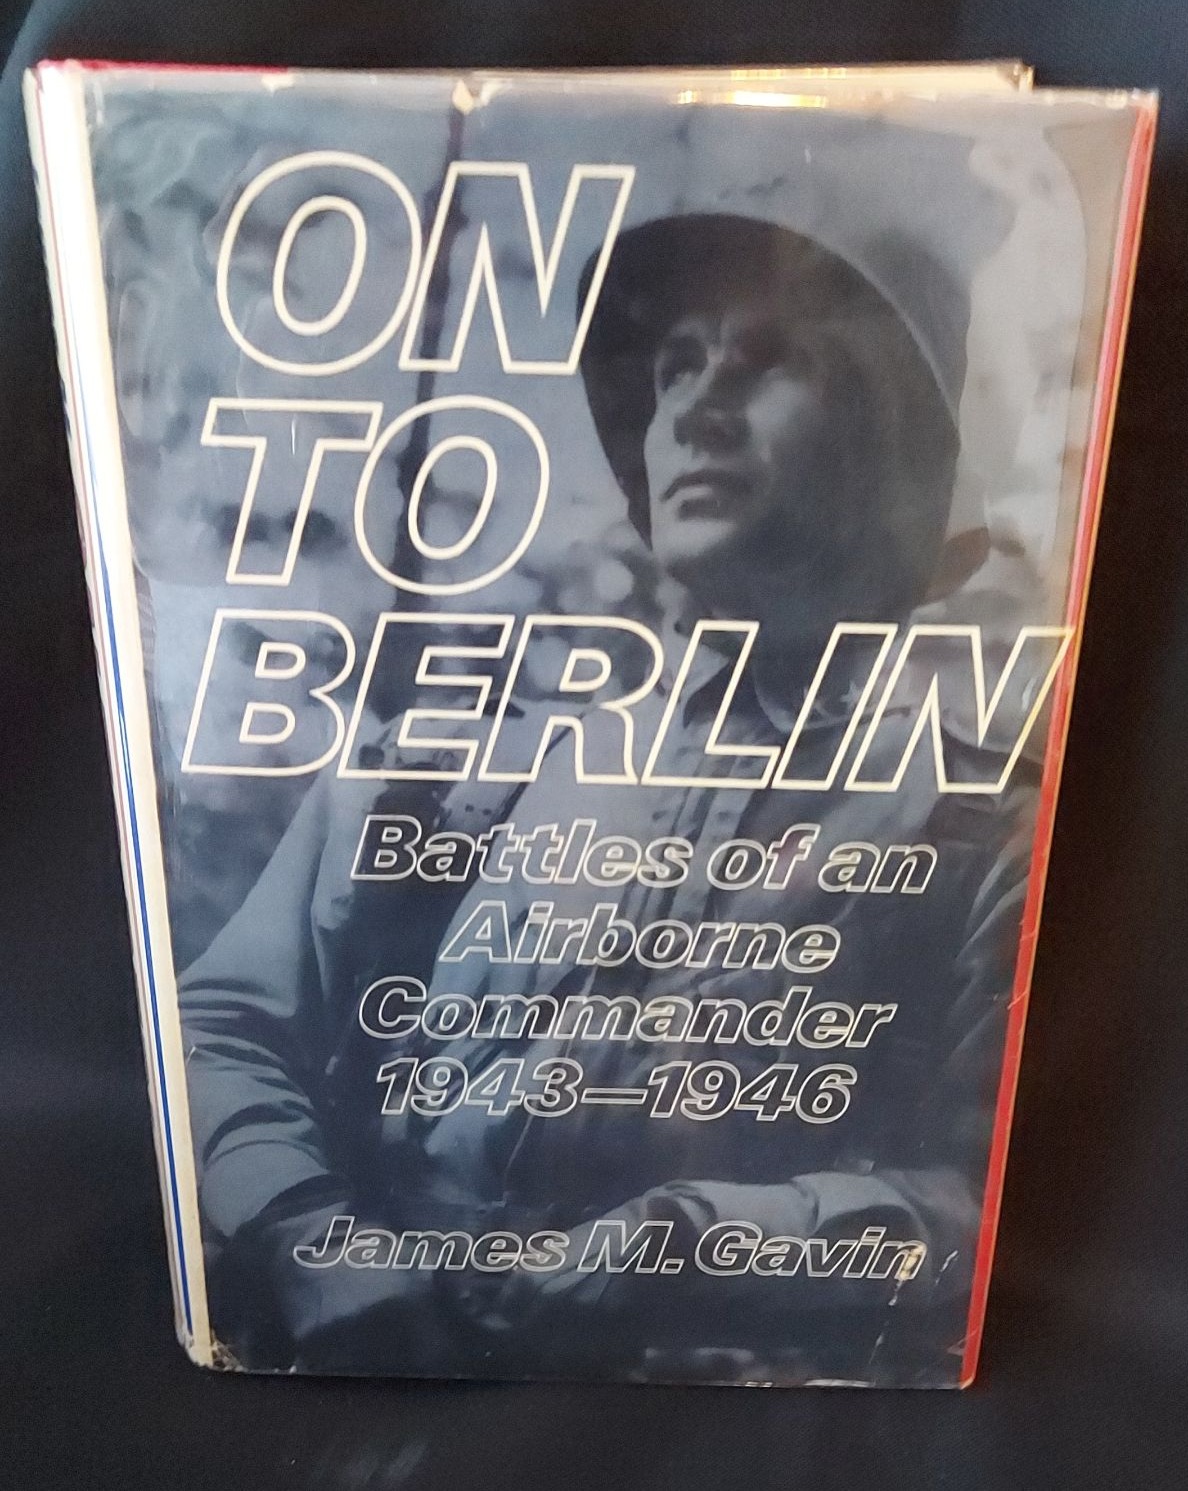 ON
TO
BERLIN
Battles of an
Airborne
Commander
1943—1946
James M. Gavin